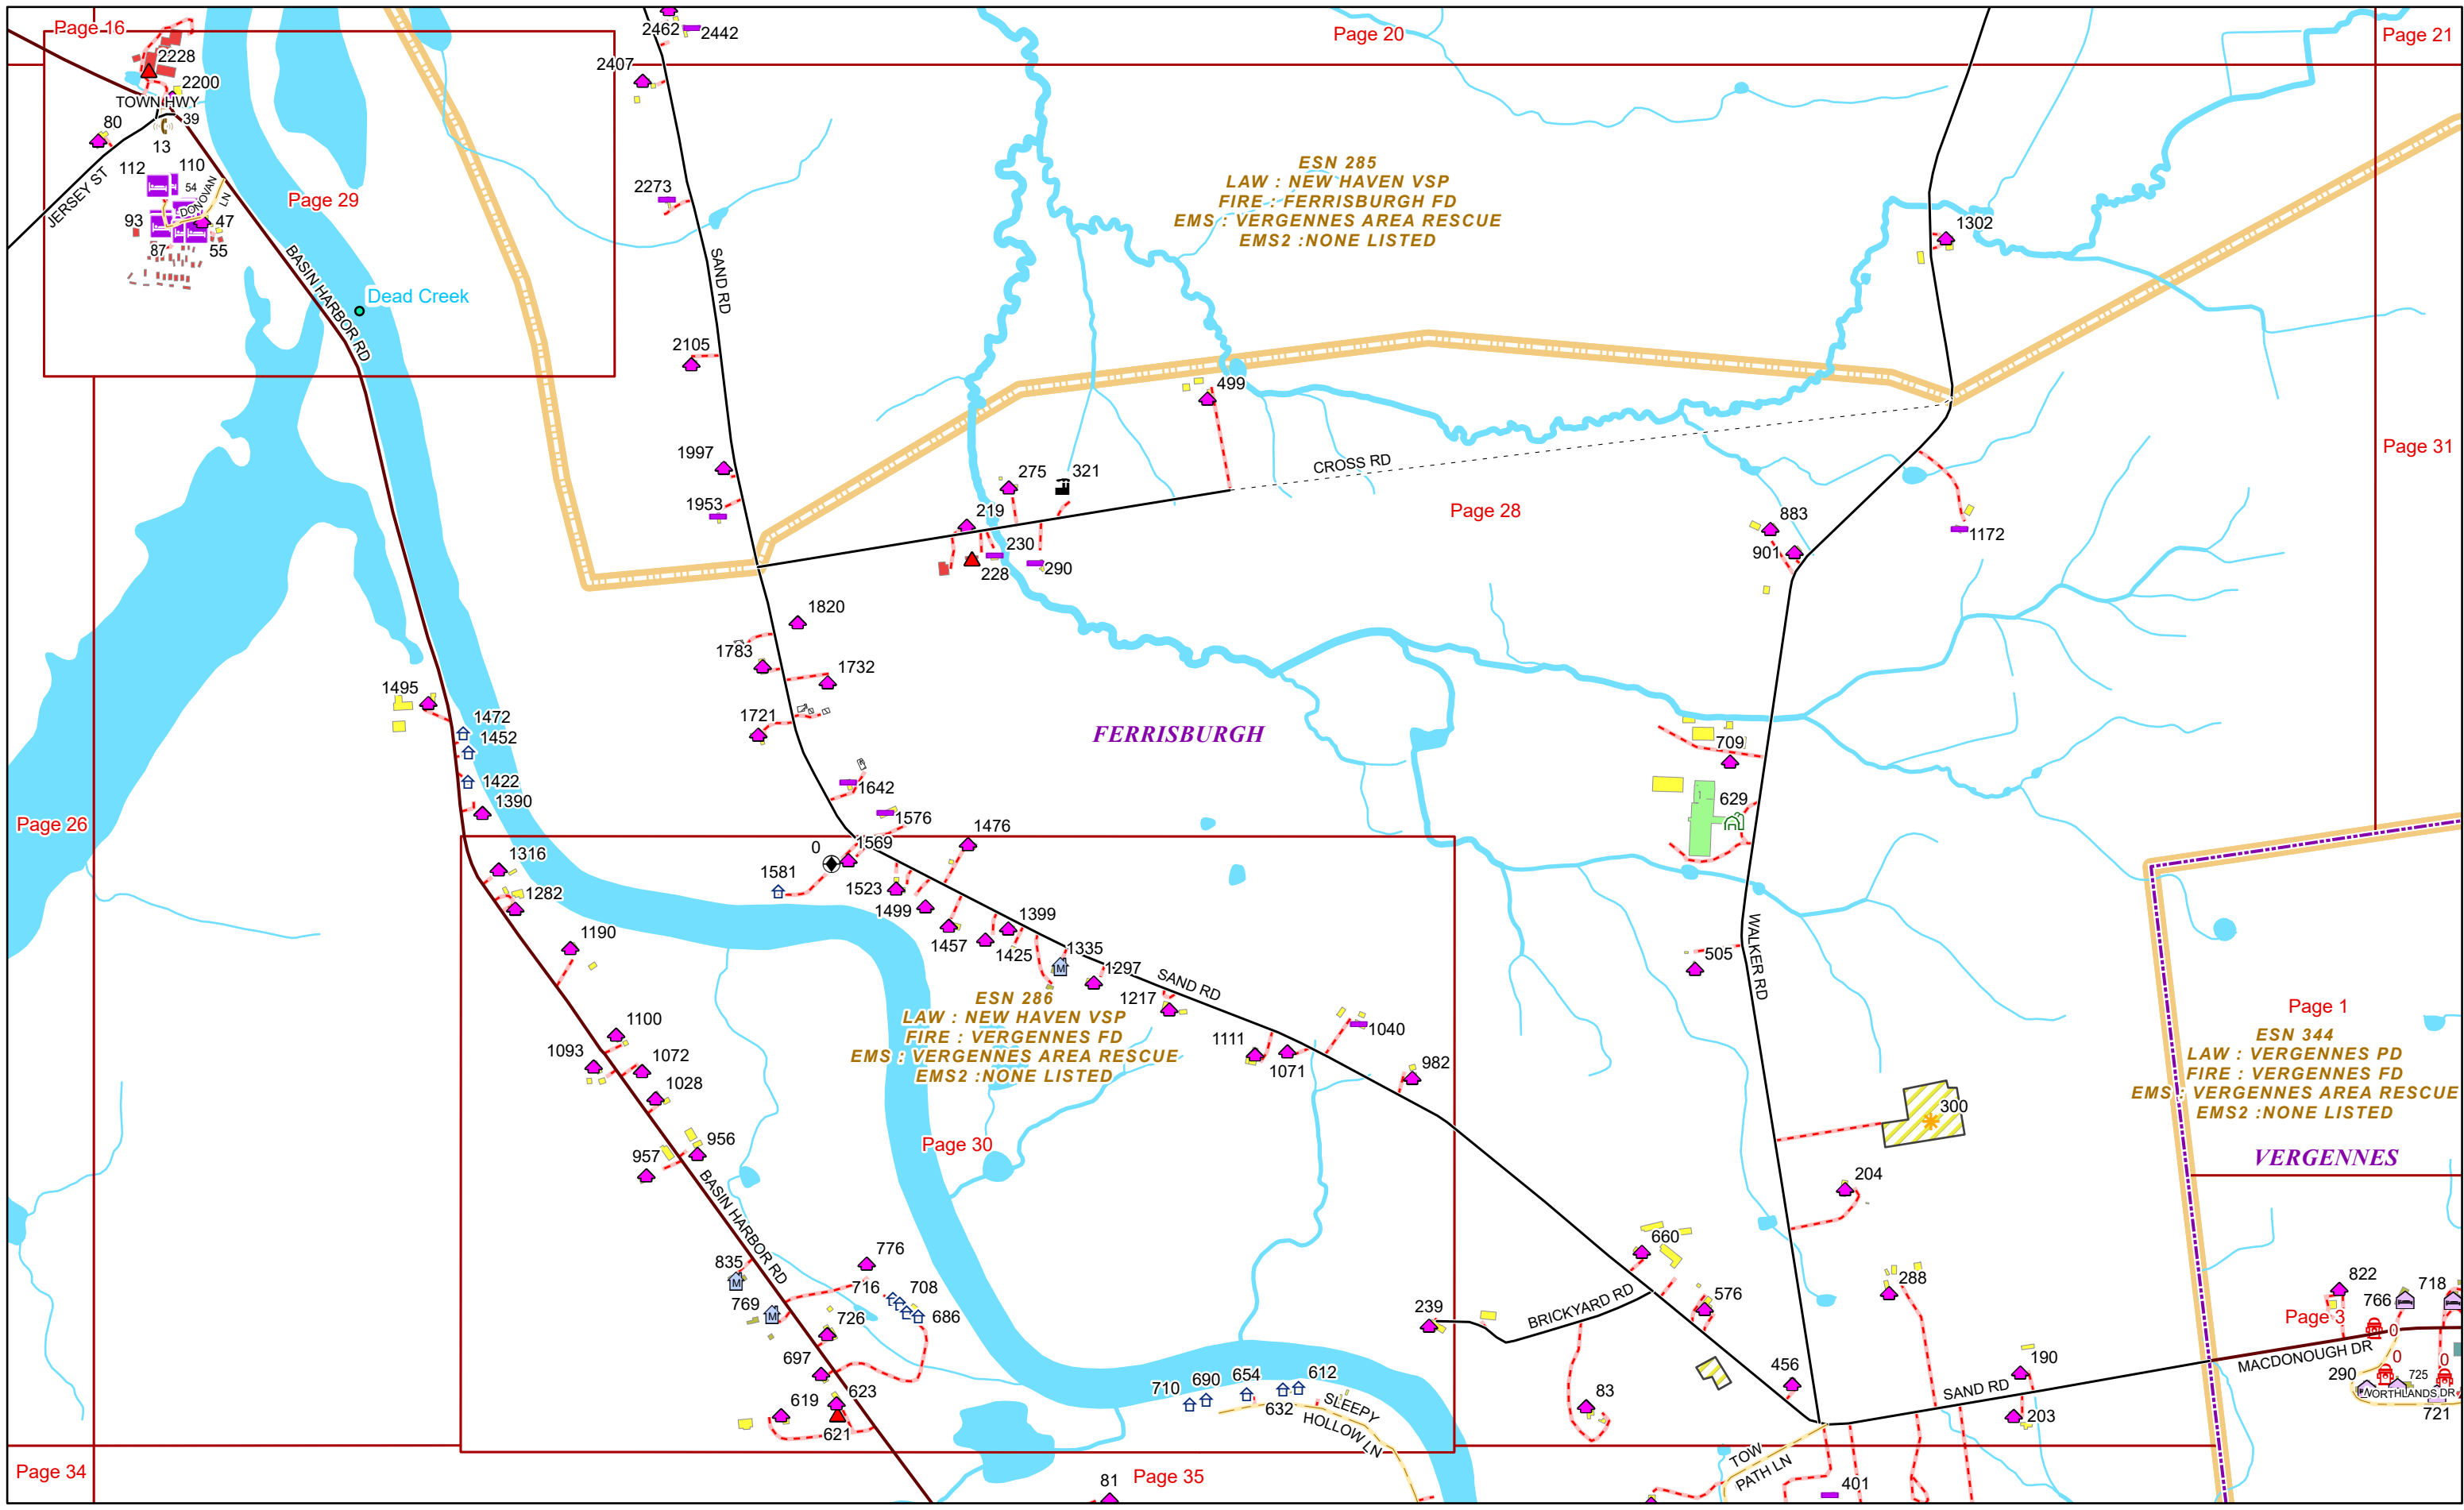 Page 16
2462
2442
Page 20
Page 21
2228
2407
2200
TOWN HWY
39
80
13
112
110
54
DONOVAN
LN
93
47
87
55
JERSEY ST
Page 29
BASIN HARBOR RD
Dead Creek
2273
SAND RD
ESN 285
LAW : NEW HAVEN VSP
FIRE : FERRISBURGH FD
EMS : VERGENNES AREA RESCUE
EMS2 :NONE LISTED
1302
2105
499
1997
1953
275
321
CROSS RD
Page 31
219
Page 28
230
228
290
883
901
1172
1820
1783
1732
1495
1721
1472
1452
1422
1390
FERRISBURGH
709
629
1642
1576
Page 26
1476
0
1569
1316
1581
1282
1523
1499
1399
1190
1457
1425
1335
1297
SAND RD
1217
505
WALKER RD
ESN 286
LAW : NEW HAVEN VSP
FIRE : VERGENNES FD
EMS : VERGENNES AREA RESCUE
EMS2 :NONE LISTED
Page 1
ESN 344
LAW : VERGENNES PD
FIRE : VERGENNES FD
EMS : VERGENNES AREA RESCUE
EMS2 :NONE LISTED
VERGENNES
1100
1093
1072
1028
1111
1071
1040
982
300
956
957
Page 30
BASIN HARBOR RD
204
776
835
M
716
708
769
M
686
726
660
576
288
239
BRICKYARD RD
822
766
718
Page 3
0
MACDONOUGH DR
697
619
623
621
710
690
654
612
632
SLEEPY
HOLLOW LN
83
456
SAND RD
190
203
290
0
725
0
NORTHLANDS DR
721
Page 34
81
Page 35
TOW
PATH LN
401
M